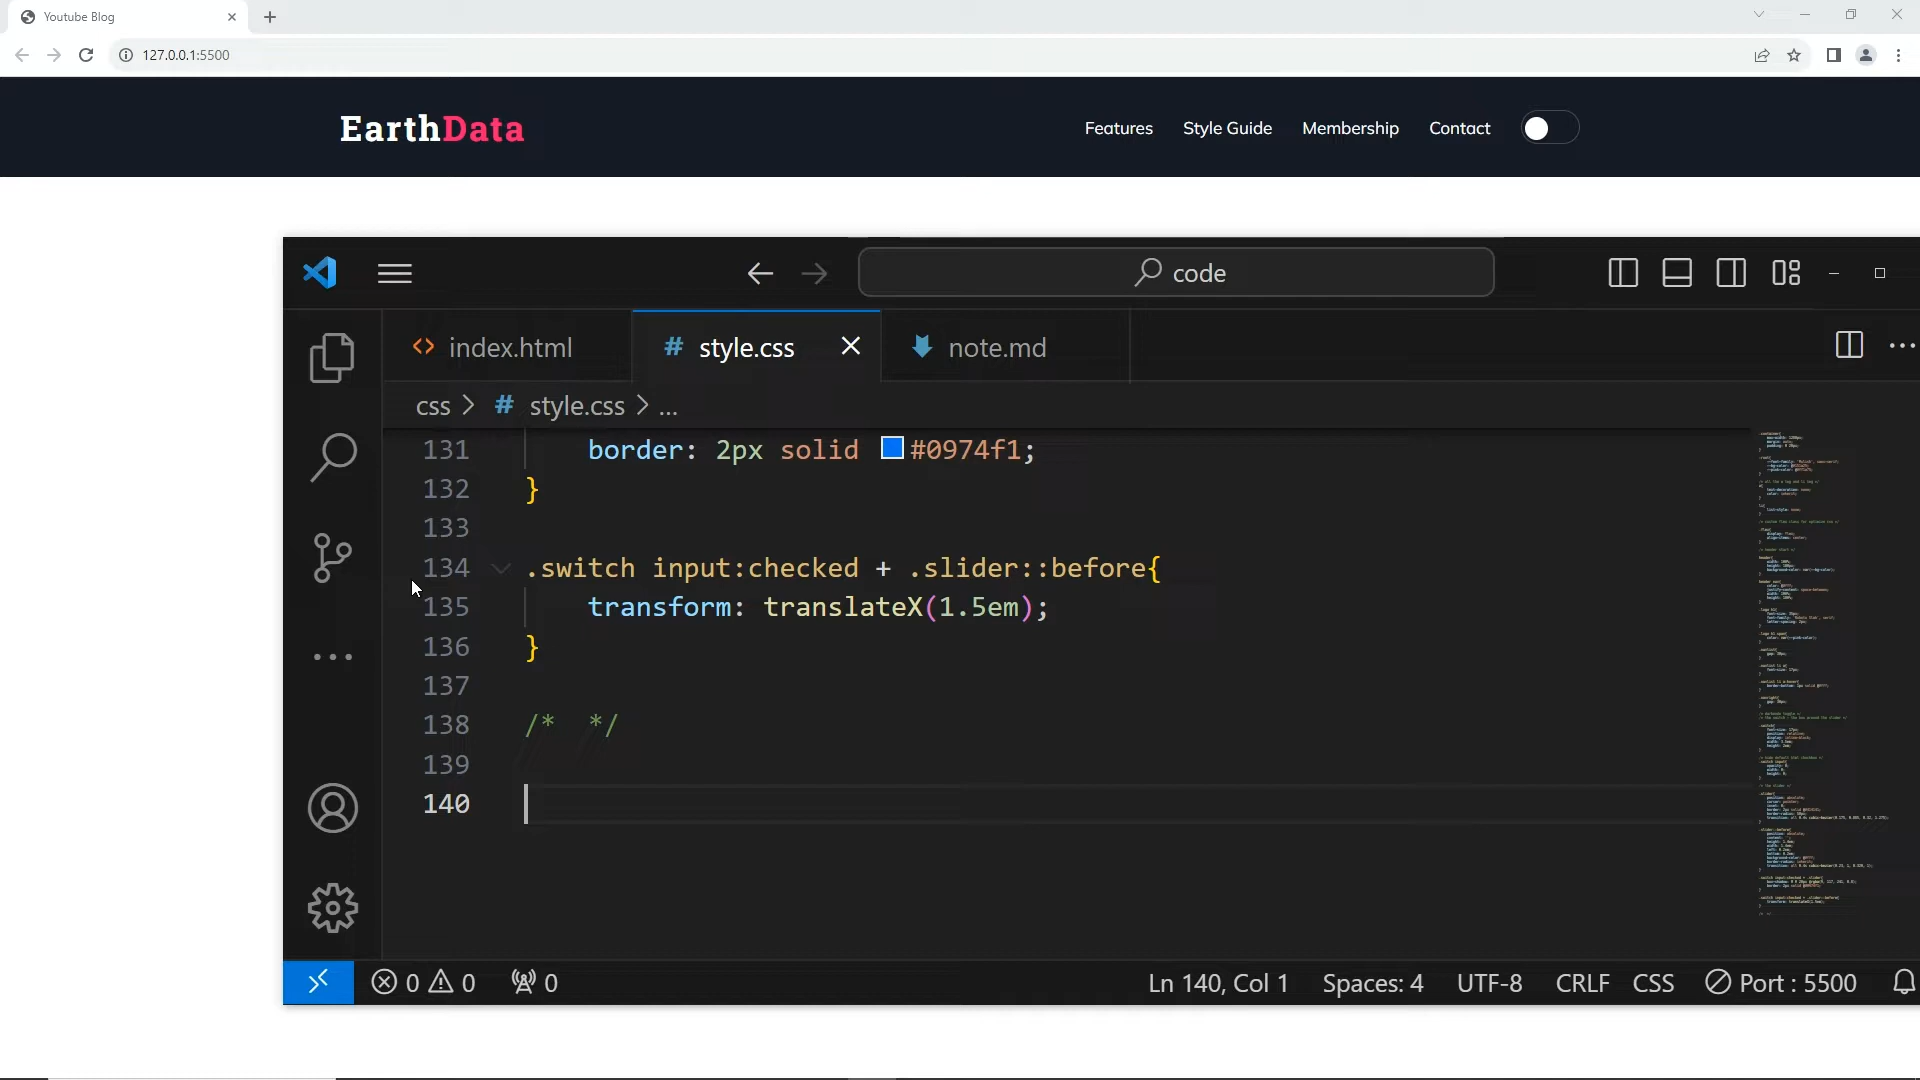 Youtube Blog
127.0.0.1:5500
EarthData
Features Style Guide Membership Contact
code
index.html
style.css
note.md
css > # style.css > ...
131 border: 2px solid #0974f1;
132 }
133
134 .switch input:checked + .slider::before{
135 transform: translateX(1.5em);
136 }
137
138 /* */
139
140
0 0 0 Ln 140, Col 1 Spaces: 4 UTF-8 CRLF CSS Port : 5500